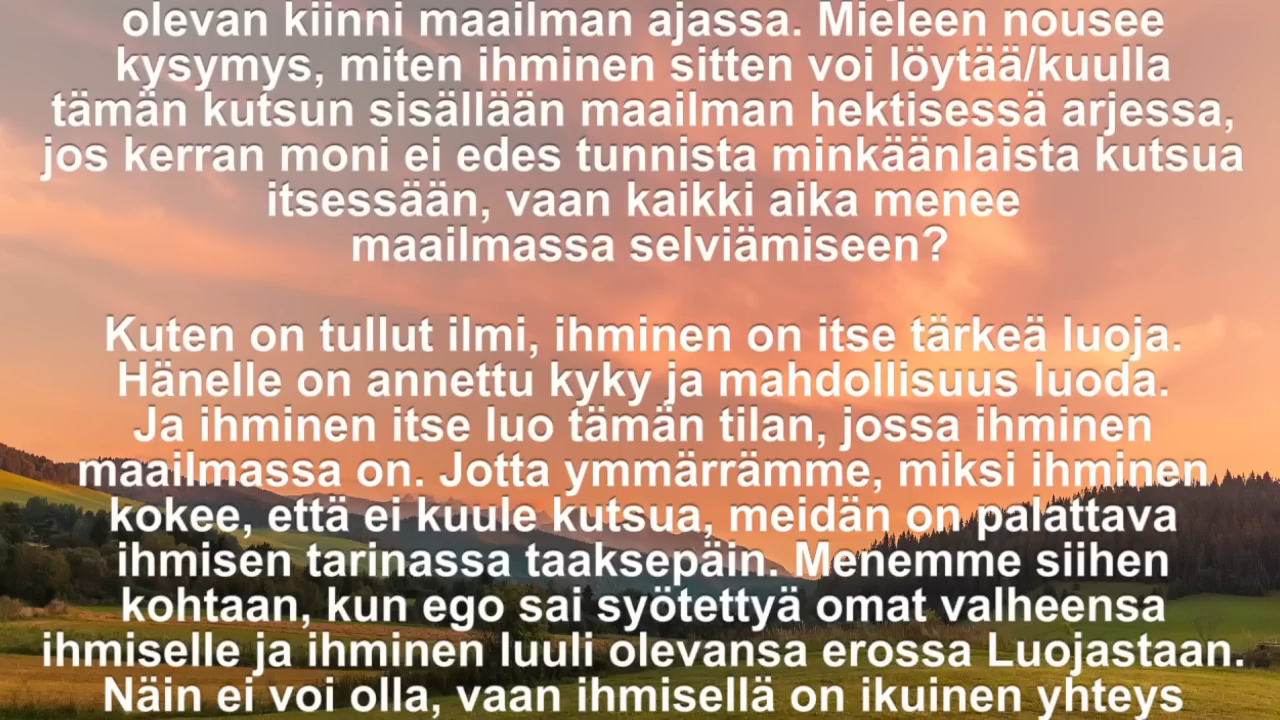 olevan kiinni maailman ajassa. Mieleen nousee
kysymys, miten ihminen sitten voi löytää/kuulla
tämän kutsun sisällään maailman hektisessä arjessa,
jos kerran moni ei edes tunnista minkäänlaista kutsua
itsessään, vaan kaikki aika menee
maailmassa selviämiseen?
Kuten on tullut ilmi, ihminen on itse tärkeä luoja.
Hänelle on annettu kyky ja mahdollisuus luoda.
Ja ihminen itse luo tämän tilan, jossa ihminen
maailmassa on. Jotta ymmärrämme, miksi ihminen
kokee, että ei kuule kutsua, meidän on palattava
ihmisen tarinassa taaksepäin. Menemme siihen
kohtaan, kun ego sai syötettyä omat valheensa
ihmiselle ja ihminen luuli olevansa erossa Luojastaan.
Näin ei voi olla, vaan ihmisellä on ikuinen yhteys